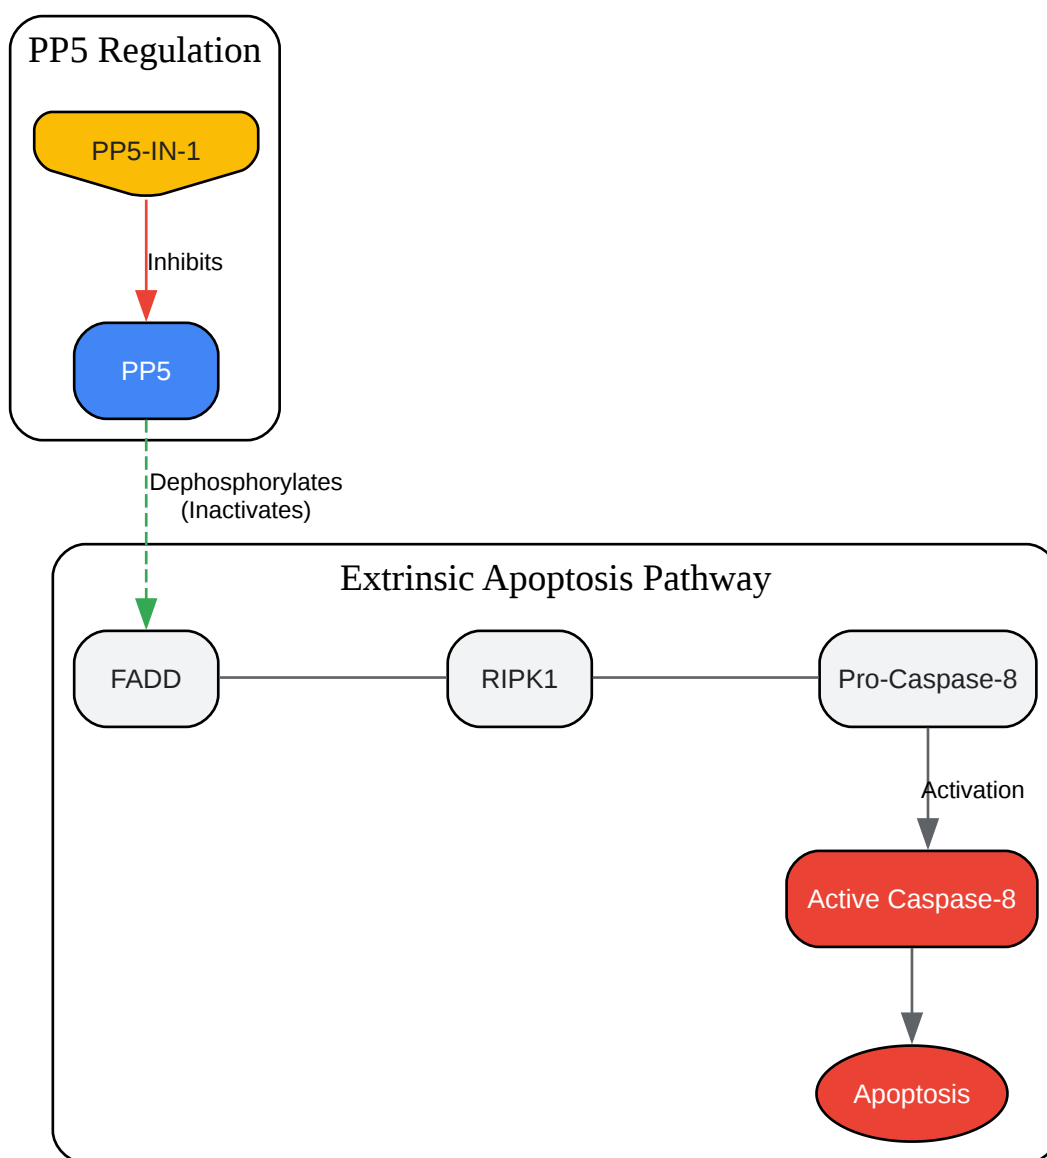 PP5 Regulation
PP5-IN-1
Inhibits
PP5
Dephosphorylates
(Inactivates)
Extrinsic Apoptosis Pathway
FADD
RIPK1
Pro-Caspase-8
Activation
Active Caspase-8
Apoptosis